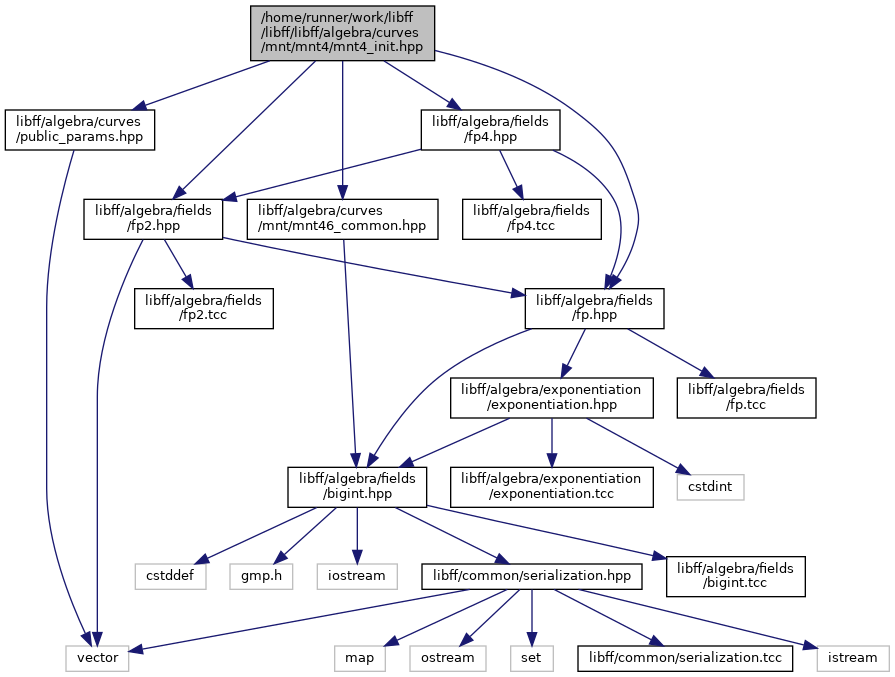 /home/runner/work/libff
/libff/libff/algebra/curves
/mnt/mnt4/mnt4_init.hpp
libff/algebra/curves
/public_params.hpp
libff/algebra/fields
/fp4.hpp
libff/algebra/fields
/fp2.hpp
libff/algebra/curves
/mnt/mnt46_common.hpp
libff/algebra/fields
/fp4.tcc
libff/algebra/fields
/fp2.tcc
libff/algebra/fields
/fp.hpp
libff/algebra/exponentiation
/exponentiation.hpp
libff/algebra/fields
/fp.tcc
libff/algebra/fields
/bigint.hpp
libff/algebra/exponentiation
/exponentiation.tcc
cstdint
cstddef
gmp.h
iostream
libff/common/serialization.hpp
libff/algebra/fields
/bigint.tcc
vector
map
ostream
set
libff/common/serialization.tcc
istream